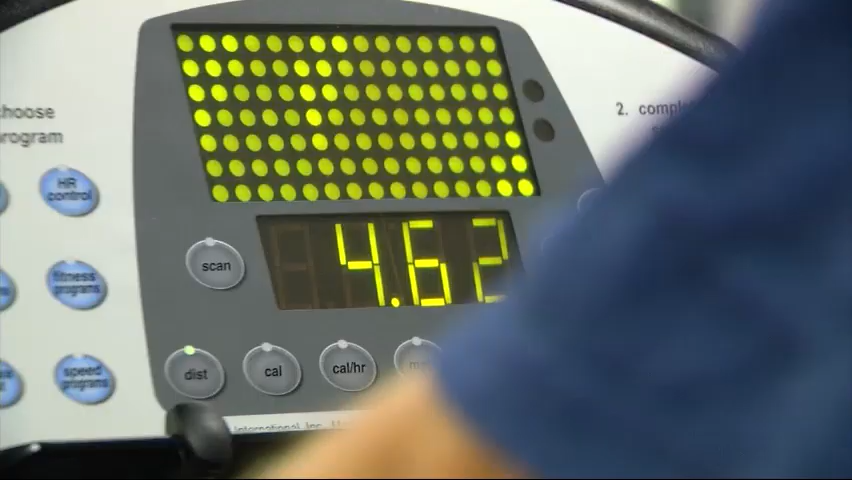 hoose
rogram
2. compl
HR
control
fitness
programs
speed
programs
scan
4.62
dist
cal
cal/hr
International, Inc.